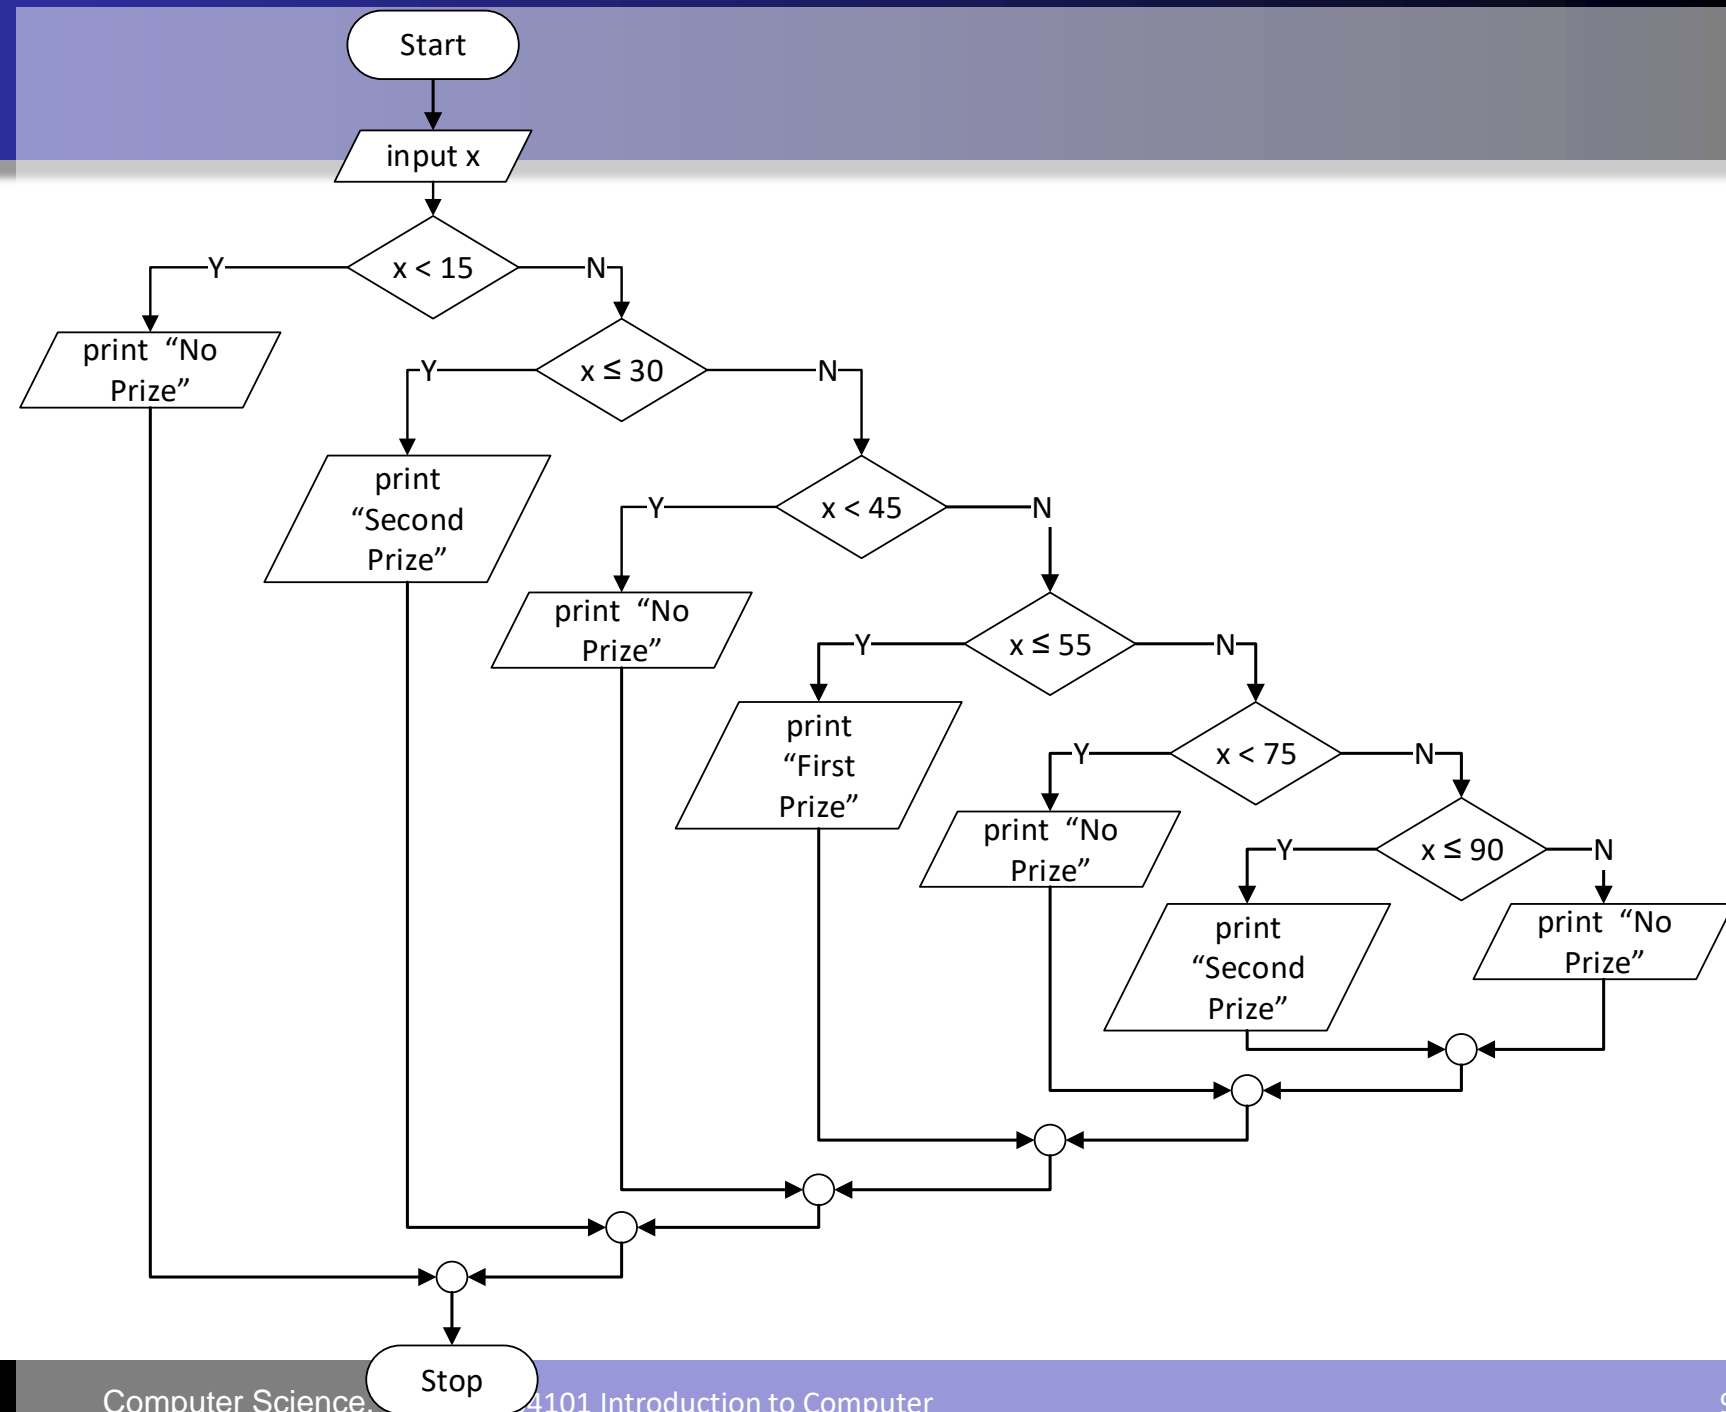 Start
input x
x < 15
Y
N
print “No
Prize”
x ≤ 30
Y
N
print
“Second
Prize”
x < 45
Y
N
print “No
Prize”
x ≤ 55
Y
N
print
“First
Prize”
x < 75
Y
N
print “No
Prize”
x ≤ 90
Y
N
print
“Second
Prize”
print “No
Prize”
Stop
Computer Science,
4101 Introduction to Computer